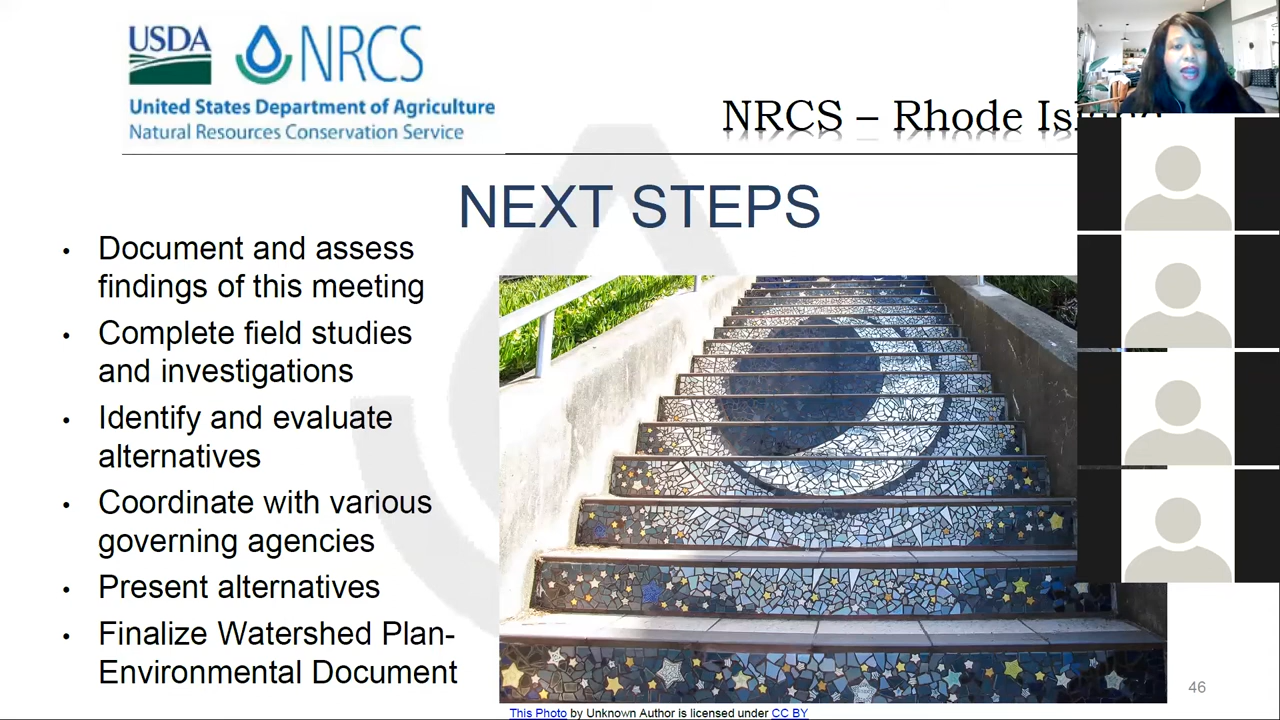 USDA NRCS
United States Department of Agriculture
Natural Resources Conservation Service
NRCS – Rhode Island
NEXT STEPS
• Document and assess
findings of this meeting
• Complete field studies
and investigations
• Identify and evaluate
alternatives
• Coordinate with various
governing agencies
• Present alternatives
• Finalize Watershed Plan-
Environmental Document
46
This Photo by Unknown Author is licensed under CC BY